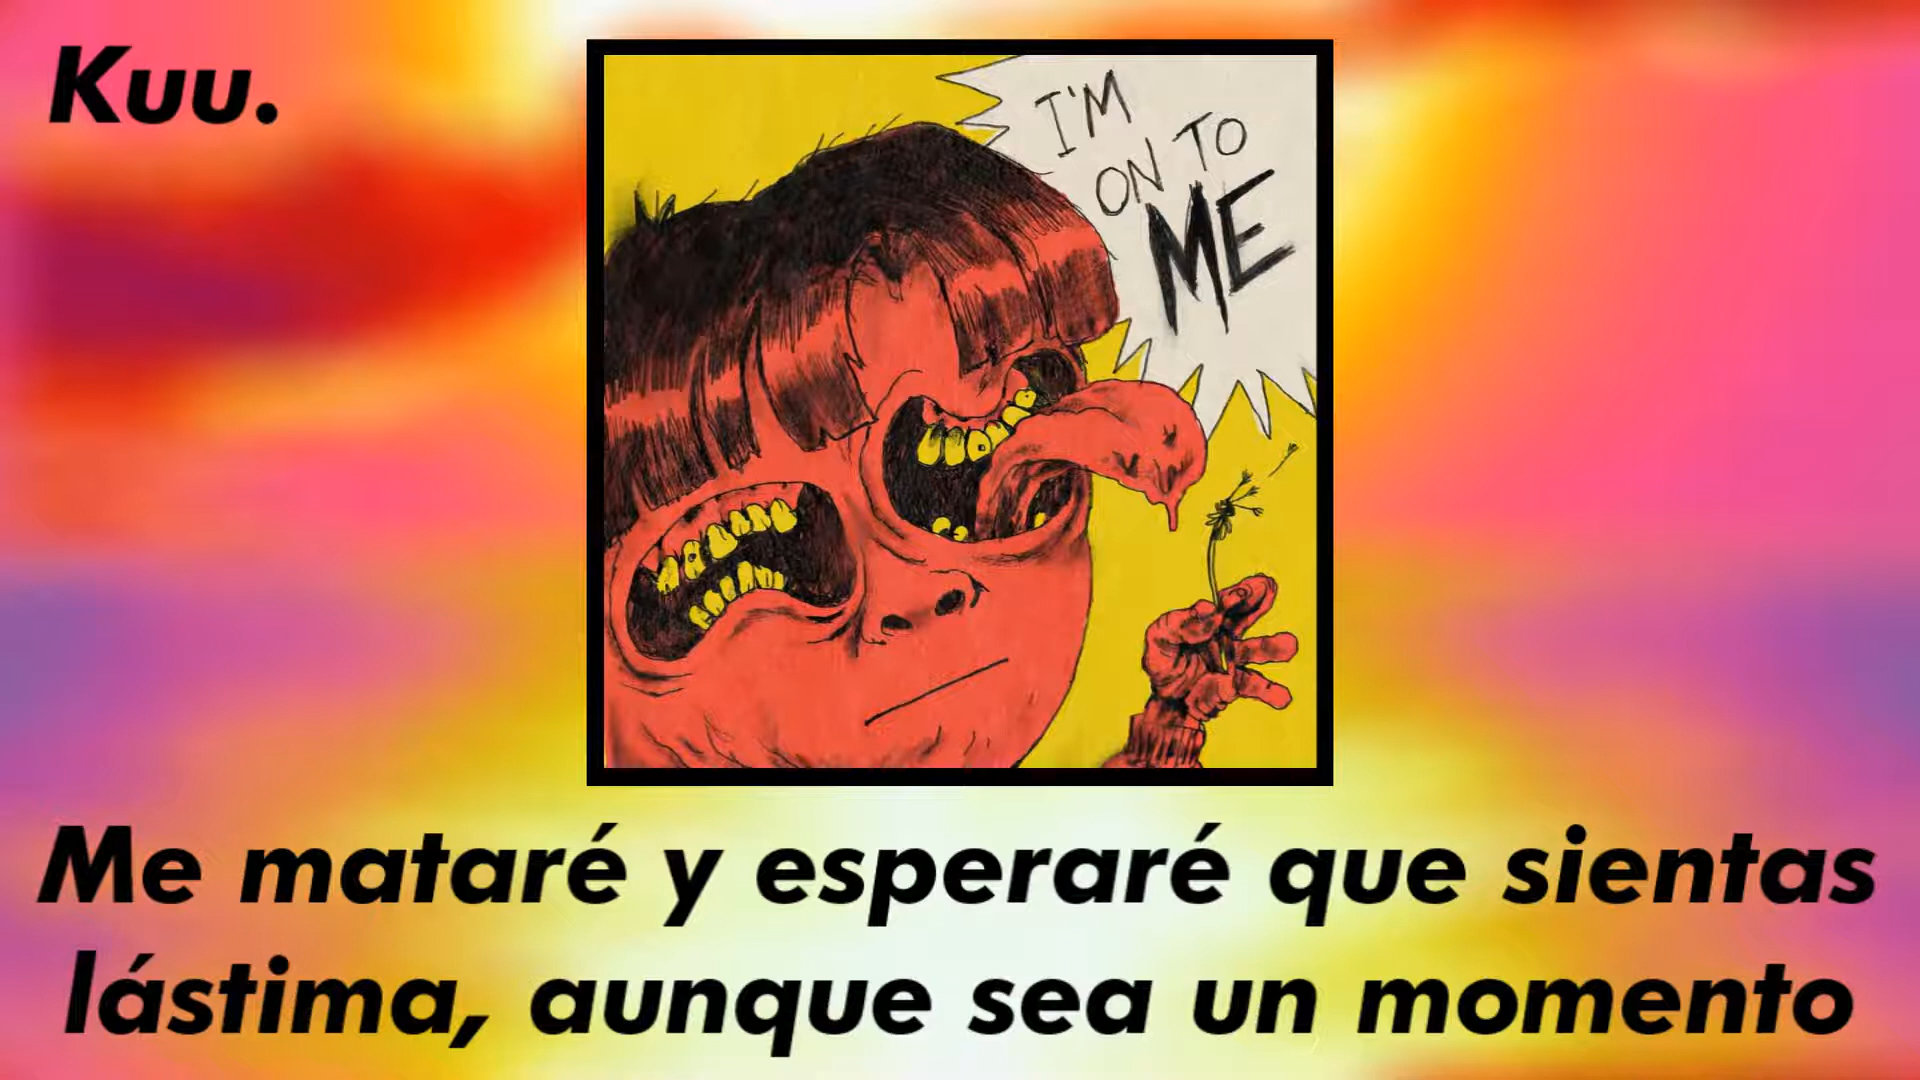 Kuu.
I'M
ON TO
ME
Me mataré y esperaré que sientas
lástima, aunque sea un momento